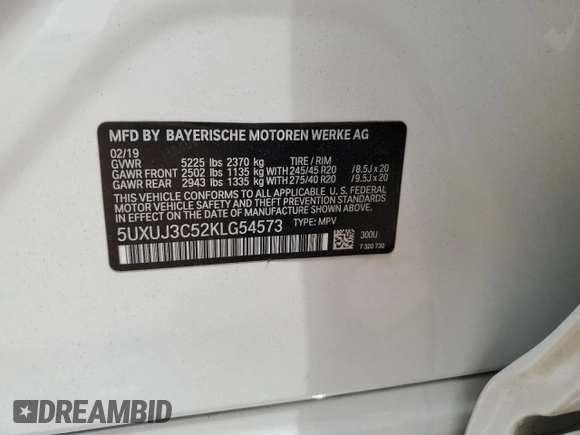 MFD BY BAYERISCHE MOTOREN WERKE AG
02/19
GVWR 5225 lbs 2370 kg TIRE / RIM
GAWR FRONT 2502 lbs 1135 kg WITH 245/45 R20 /8.5J x 20
GAWR REAR 2943 lbs 1335 kg WITH 275/40 R20 /9.5J x 20
THIS VEHICLE CONFORMS TO ALL APPLICABLE U. S. FEDERAL
MOTOR VEHICLE SAFETY AND THEFT PREVENTION STANDARDS
IN EFFECT ON THE DATE OF MANUFACTURE SHOWN ABOVE.
5UXUJ3C52KLG54573 TYPE: MPV
300U
7 320 730
DREAMBID